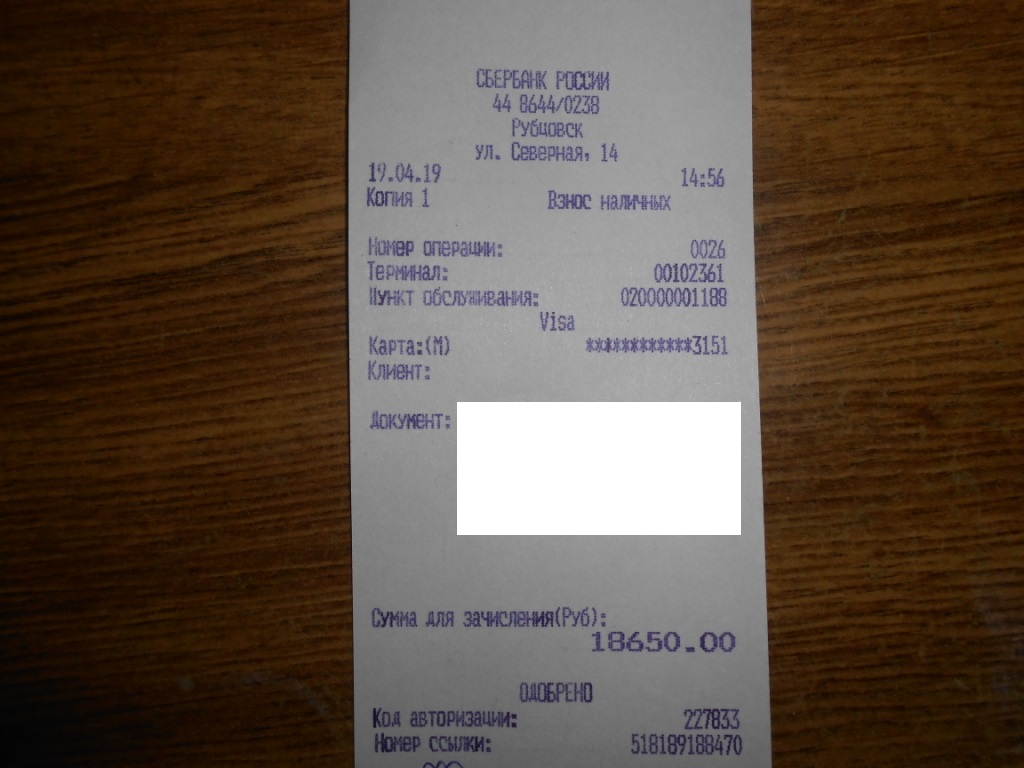 СБЕРБАНК РОССИИ
44 8644/0238
Рубцовск
ул. Северная, 14
19.04.19 14:56
Копия 1 Взнос наличных
Номер операции: 0026
Терминал: 00102361
Пункт обслуживания: 020000001188
Visa
Карта:(М) ************3151
Клиент:
Документ:
Сумма для зачисления(Руб):
18650.00
ОДОБРЕНО
Код авторизации: 227833
Номер ссылки: 518189188470